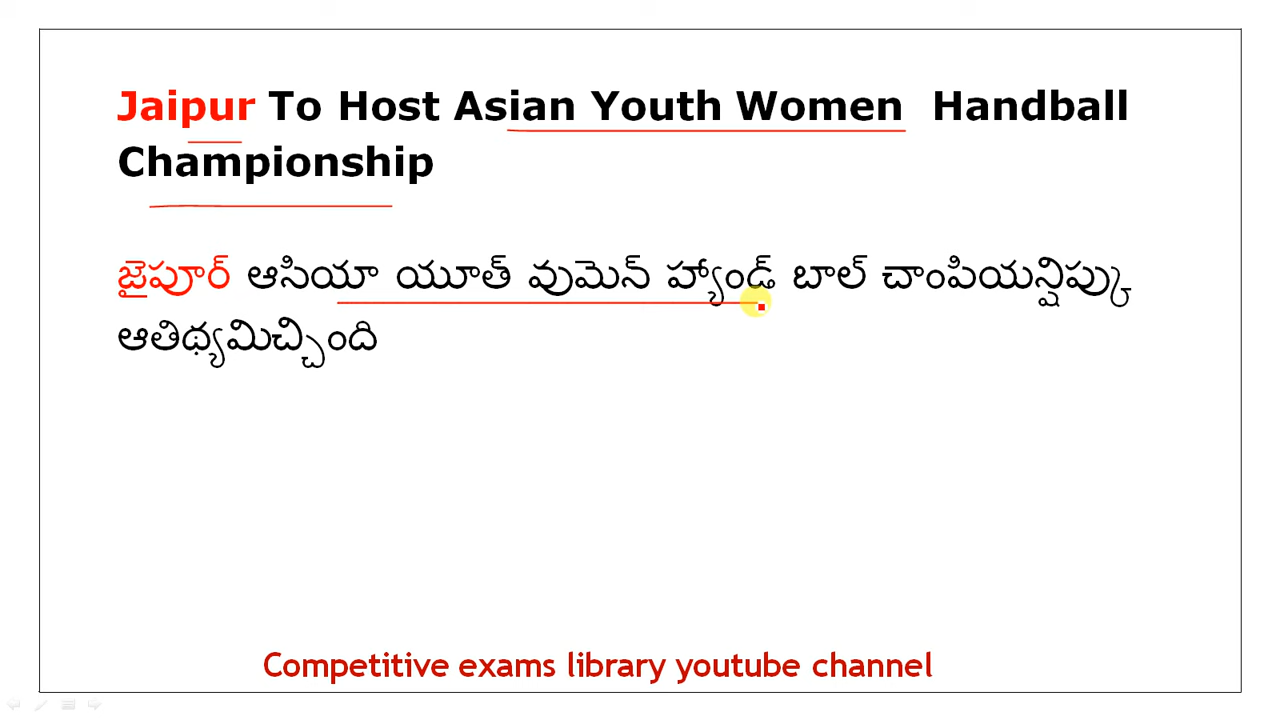 Jaipur To Host Asian Youth Women Handball
Championship
జైపూర్ ఆసియా యూత్ వుమెన్ హ్యాండ్ బాల్ చాంపియన్షిప్కు
ఆతిథ్యమిచ్చింది
Competitive exams library youtube channel